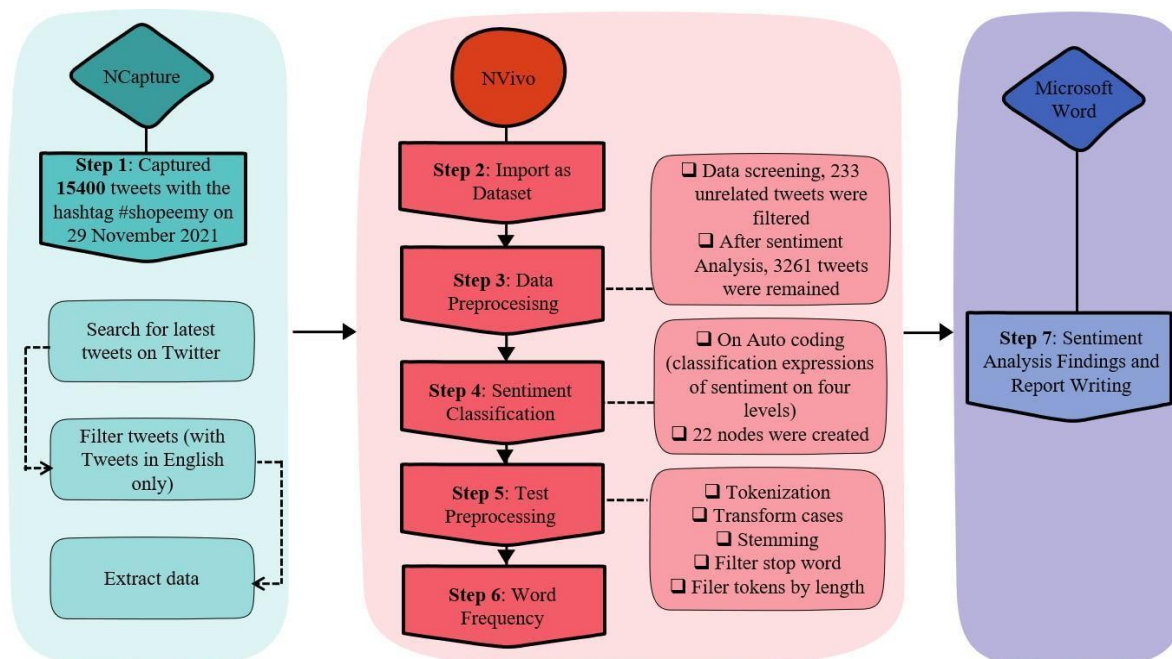 NCapture
Step 1: Captured
15400 tweets with the
hashtag #shopeemy on
29 November 2021
Search for latest
tweets on Twitter
Filter tweets (with
Tweets in English
only)
Extract data
NVivo
Step 2: Import as
Dataset
Step 3: Data
Preprocesisng
Step 4: Sentiment
Classification
Step 5: Test
Preprocessing
Step 6: Word
Frequency
❑ Data screening, 233
unrelated tweets were
filtered
❑ After sentiment
Analysis, 3261 tweets
were remained
❑ On Auto coding
(classification expressions
of sentiment on four
levels)
❑ 22 nodes were created
❑ Tokenization
❑ Transform cases
❑ Stemming
❑ Filter stop word
❑ Filer tokens by length
Microsoft
Word
Step 7: Sentiment
Analysis Findings and
Report Writing